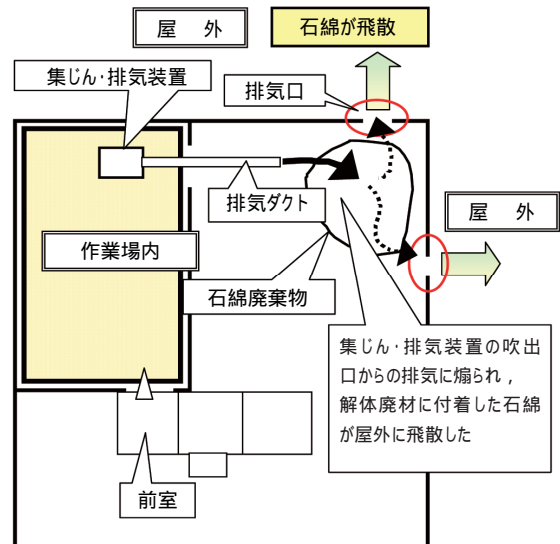 屋 外
石綿が飛散
集じん・排気装置
排気口
排気ダクト
屋 外
作業場内
石綿廃棄物
集じん・排気装置の吹出
口からの排気に煽られ，
解体廃材に付着した石綿
が屋外に飛散した
前室